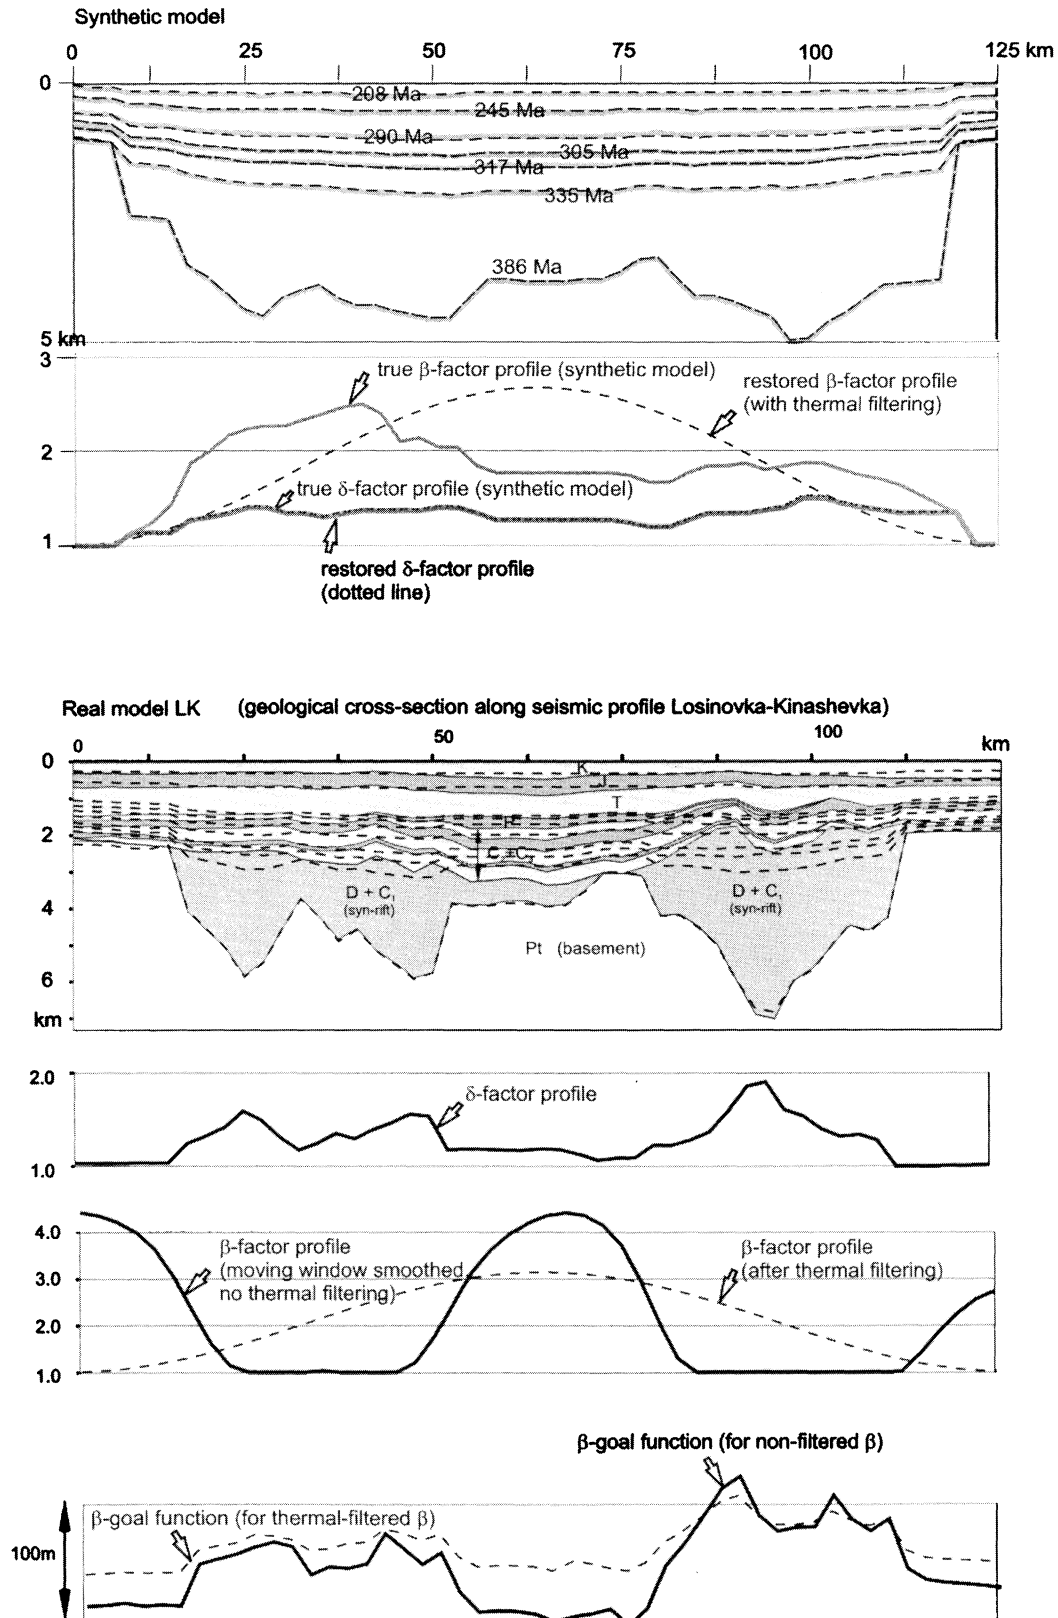 Synthetic model
0 25 50 75 100 125 km
0
208 Ma
245 Ma
290 Ma
305 Ma
317 Ma
335 Ma
386 Ma
5 km
3
true β-factor profile (synthetic model)
restored β-factor profile
(with thermal filtering)
2
true δ-factor profile (synthetic model)
1
restored δ-factor profile
(dotted line)
Real model LK (geological cross-section along seismic profile Losinovka-Kinashevka)
0 50 100 km
0
K
J
T
P
2
D + C₁
(syn-rift)
D + C₁
(syn-rift)
4
Pt (basement)
6
km
2.0
δ-factor profile
1.0
4.0
β-factor profile
(moving window smoothed
no thermal filtering)
β-factor profile
(after thermal filtering)
3.0
2.0
1.0
β-goal function (for non-filtered β)
β-goal function (for thermal-filtered β)
100m